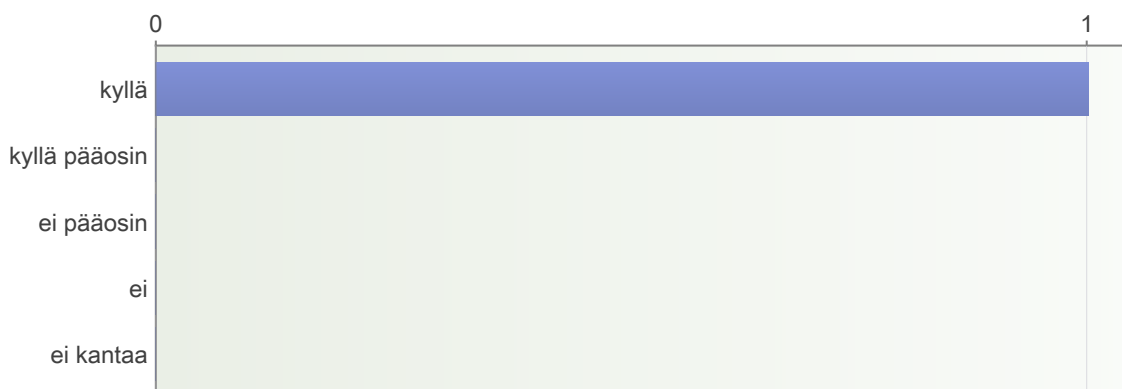 0 1
kyllä
kyllä pääosin
ei pääosin
ei
ei kantaa